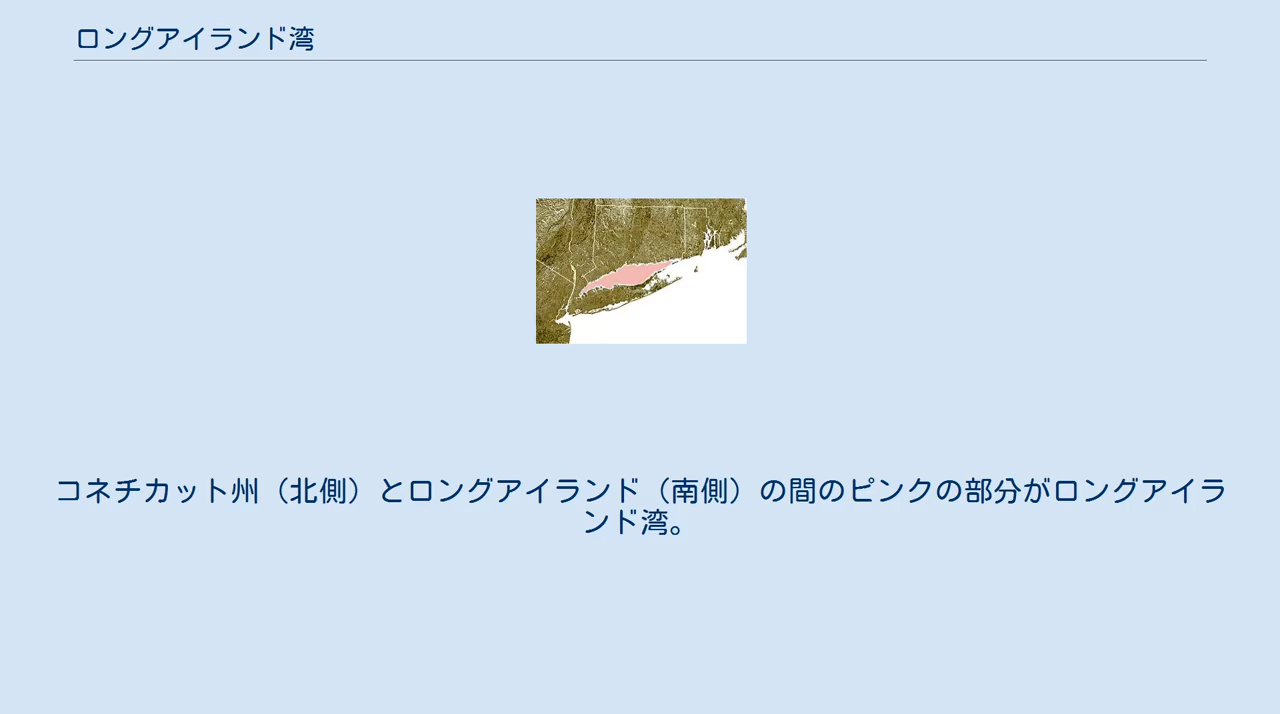 ロングアイランド湾
コネチカット州（北側）とロングアイランド（南側）の間のピンクの部分がロングアイラ
ンド湾。